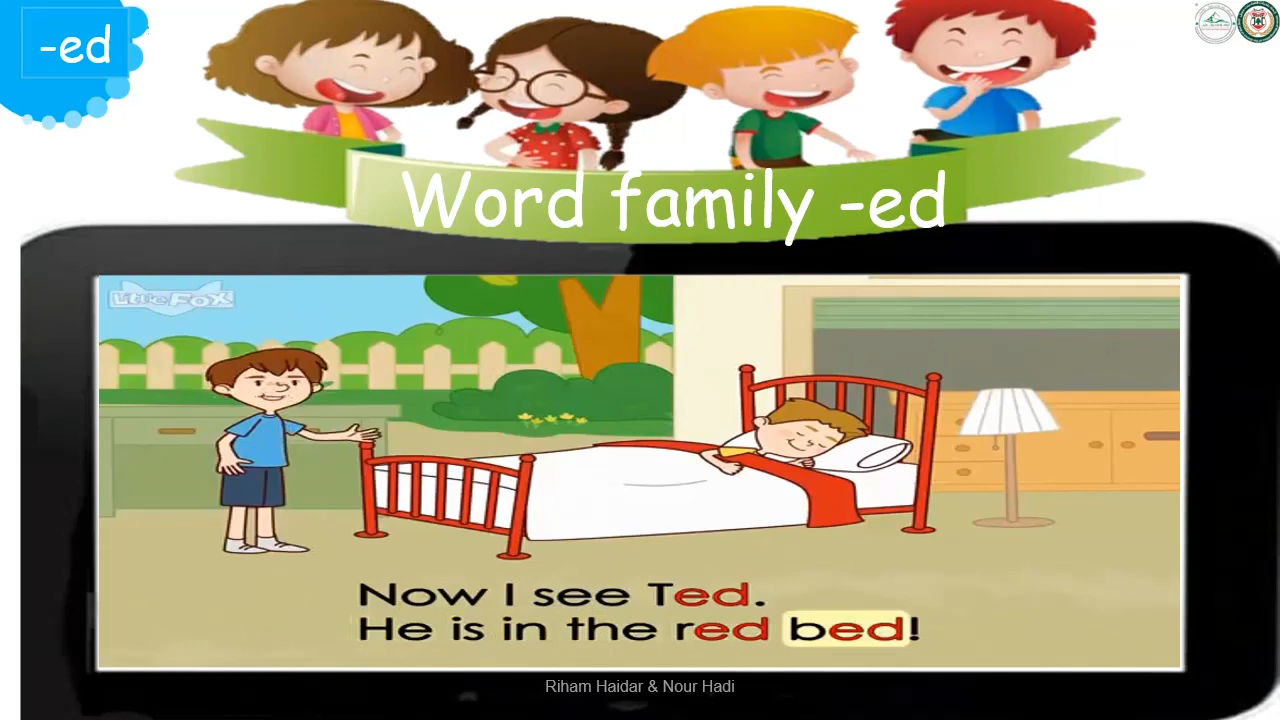 -ed
Word family -ed
Little Fox
Now I see Ted.
He is in the red bed!
Riham Haidar & Nour Hadi